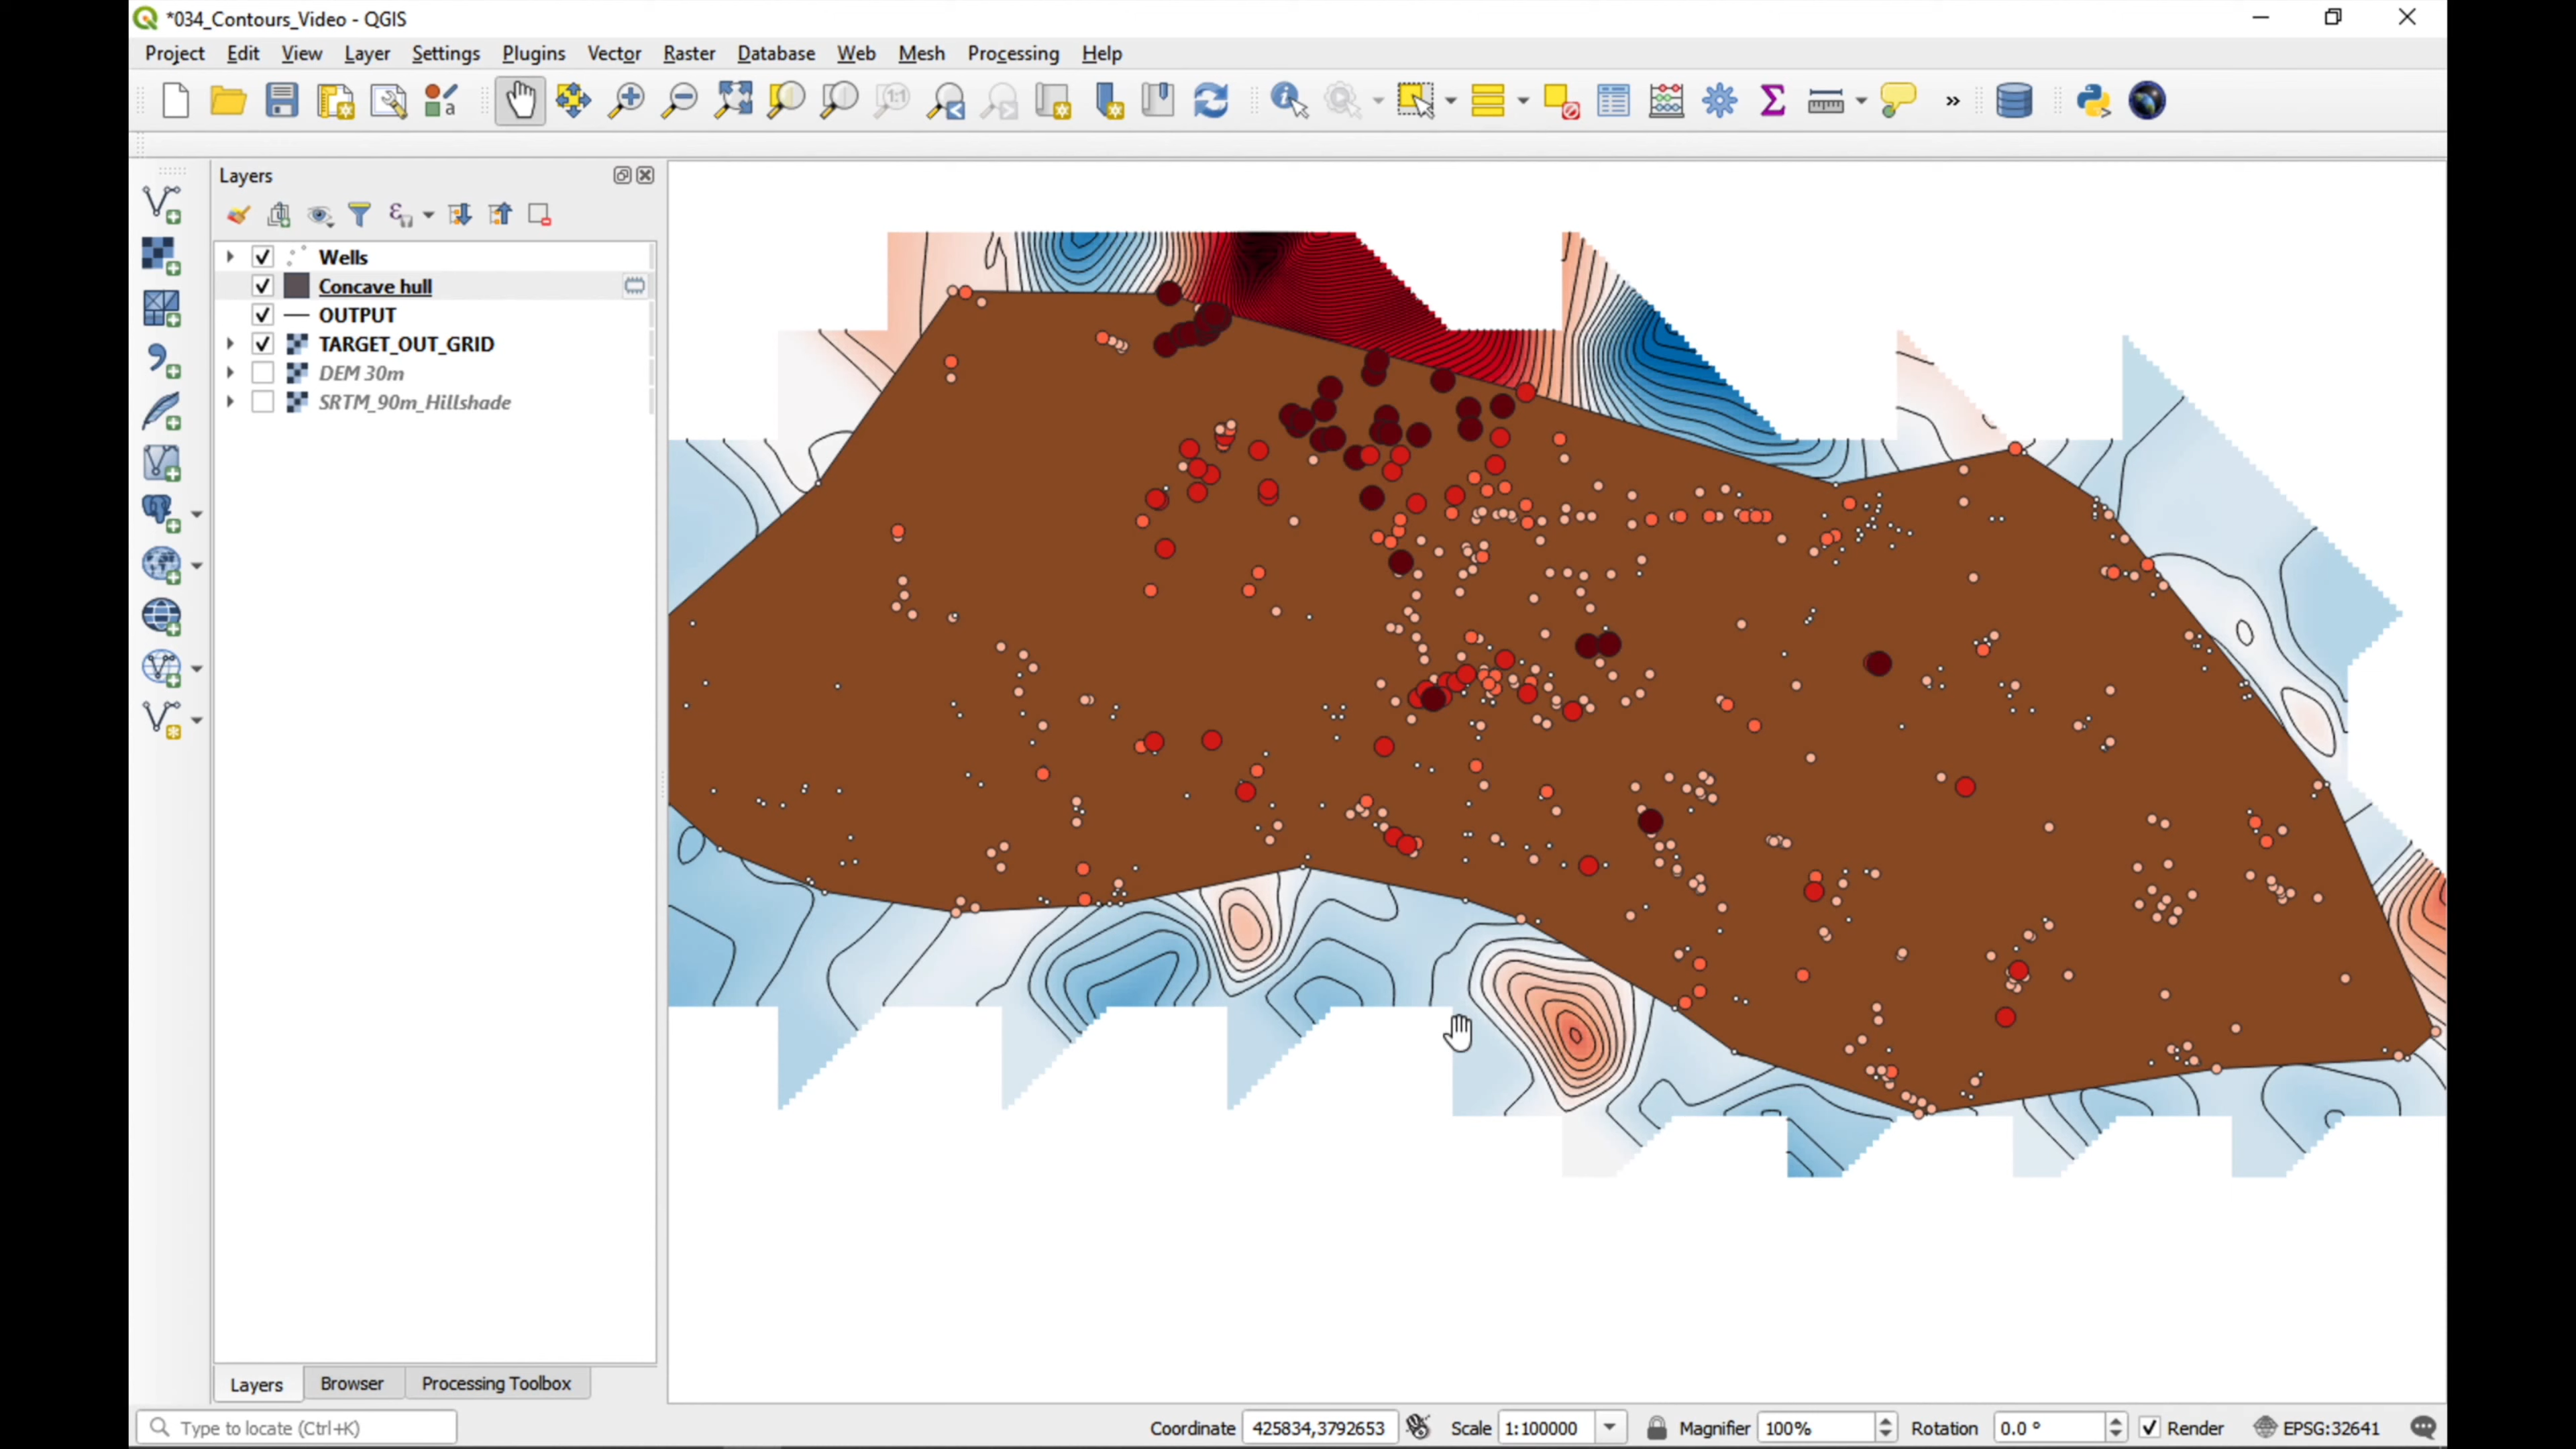 *034_Contours_Video - QGIS
Project Edit View Layer Settings Plugins Vector Raster Database Web Mesh Processing Help
Layers
Wells
Concave hull
OUTPUT
TARGET_OUT_GRID
DEM 30m
SRTM_90m_Hillshade
Layers Browser Processing Toolbox
Type to locate (Ctrl+K) Coordinate 425834,3792653 Scale 1:100000 Magnifier 100% Rotation 0.0 ° Render EPSG:32641